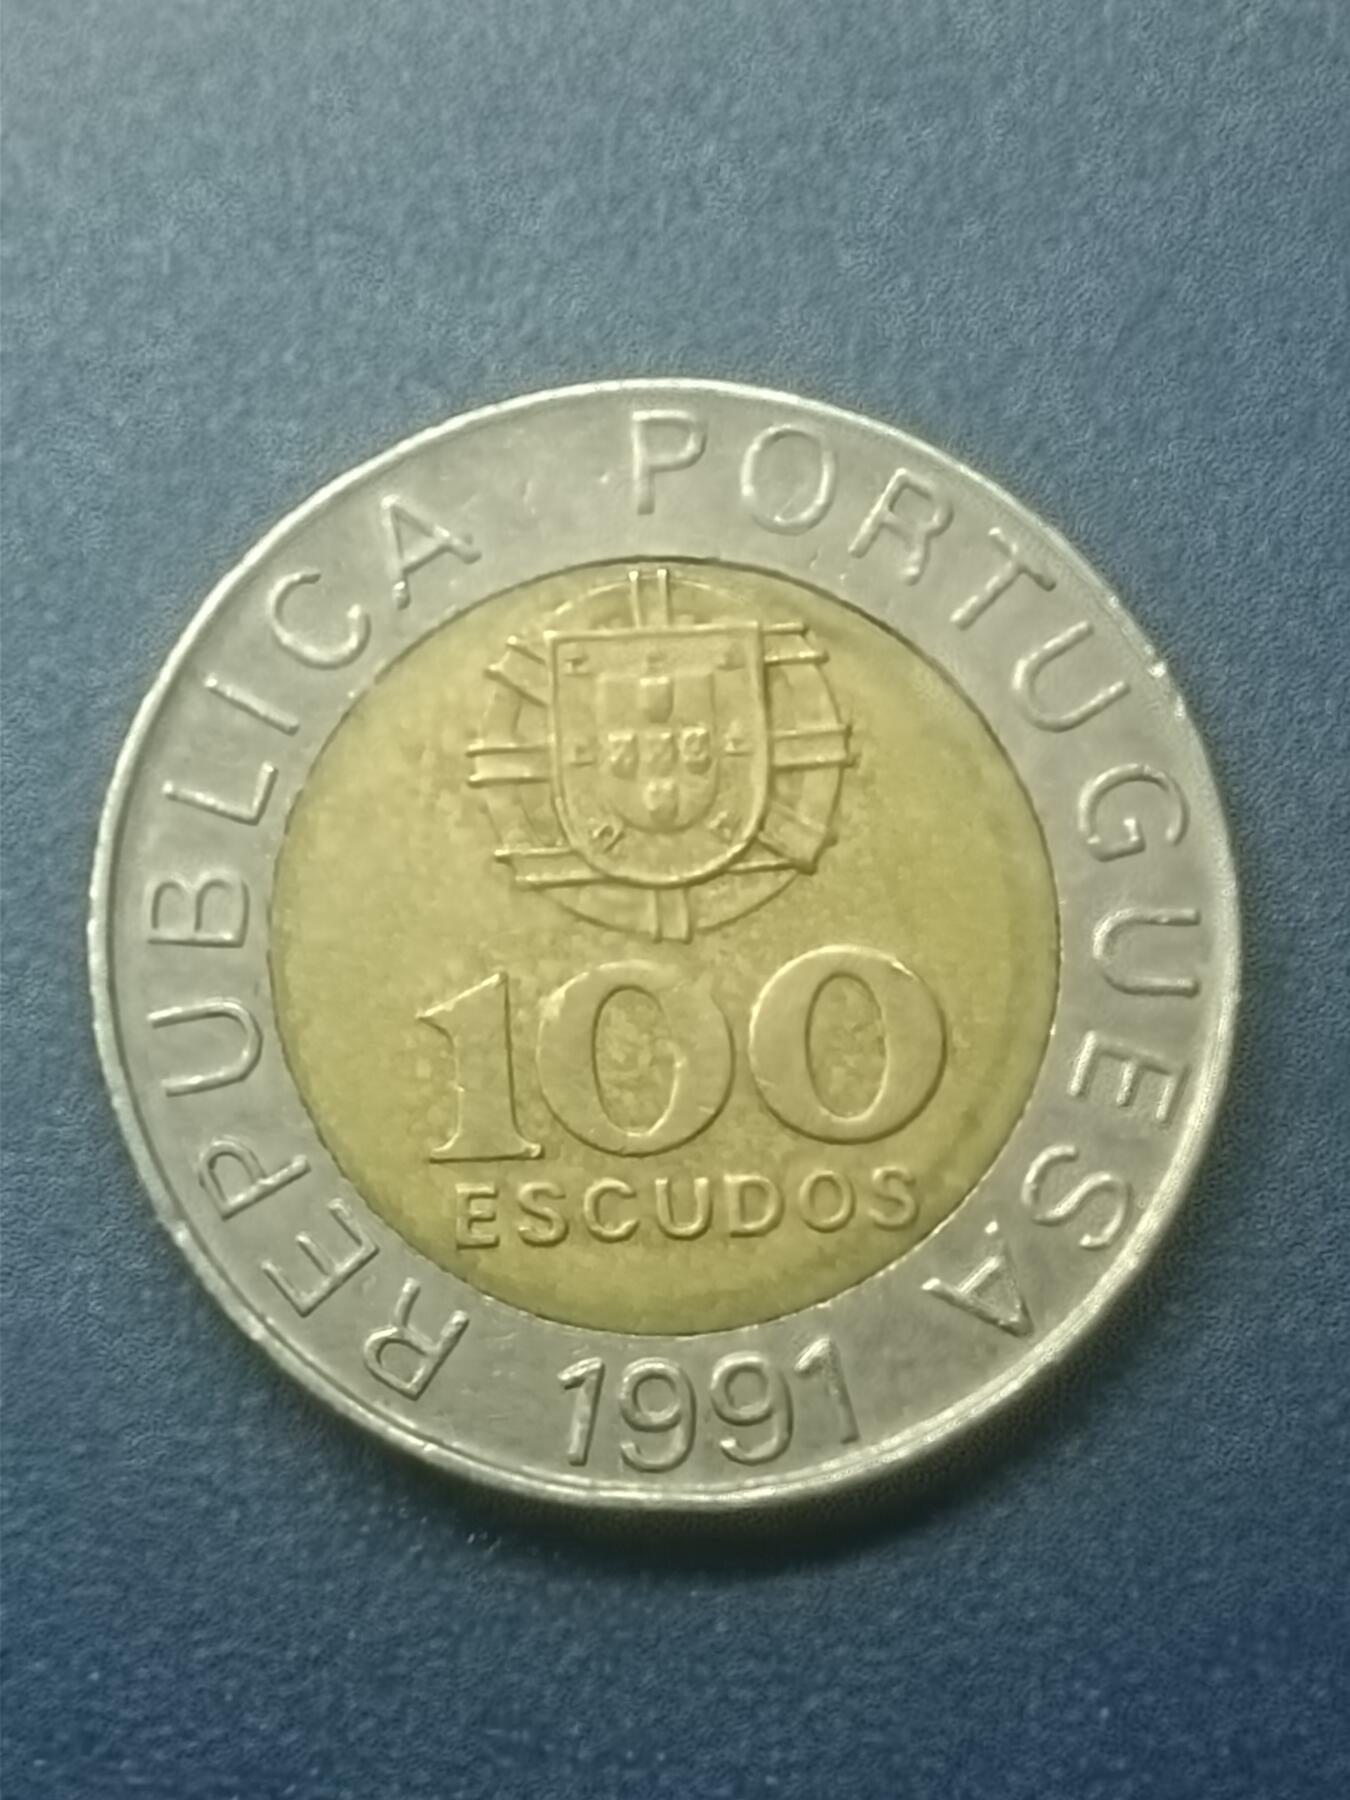 REPUBLICA PORTUGUESA
100
ESCUDOS
1991